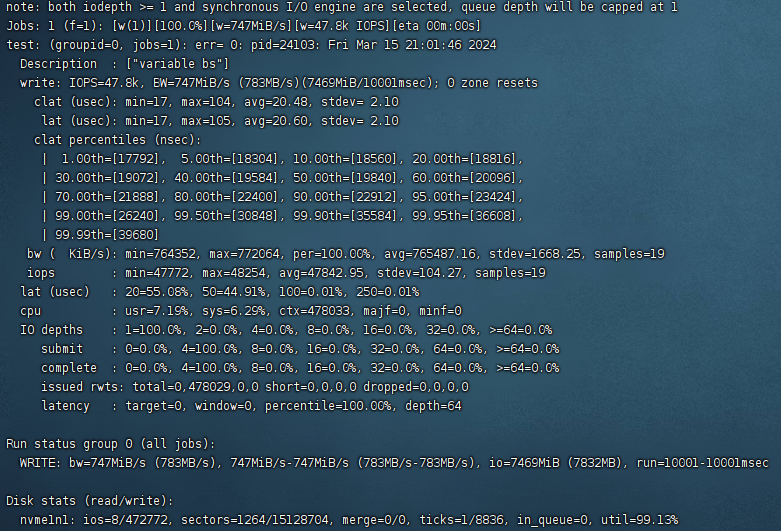 note: both iodepth >= 1 and synchronous I/O engine are selected, queue depth will be capped at 1
Jobs: 1 (f=1): [w(1)][100.0%][w=747MiB/s][w=47.8k IOPS][eta 00m:00s]
test: (groupid=0, jobs=1): err= 0: pid=24103: Fri Mar 15 21:01:46 2024
Description : ["variable bs"]
write: IOPS=47.8k, EW=747MiB/s (783MB/s)(7469MiB/10001msec); 0 zone resets
clat (usec): min=17, max=104, avg=20.48, stdev= 2.10
lat (usec): min=17, max=105, avg=20.60, stdev= 2.10
clat percentiles (nsec):
| 1.00th=[17792], 5.00th=[18304], 10.00th=[18560], 20.00th=[18816],
| 30.00th=[19072], 40.00th=[19584], 50.00th=[19840], 60.00th=[20096],
| 70.00th=[21888], 80.00th=[22400], 90.00th=[22912], 95.00th=[23424],
| 99.00th=[26240], 99.50th=[30848], 99.90th=[35584], 99.95th=[36608],
| 99.99th=[39680]
bw ( KiB/s): min=764352, max=772064, per=100.00%, avg=765487.16, stdev=1668.25, samples=19
iops : min=47772, max=48254, avg=47842.95, stdev=104.27, samples=19
lat (usec) : 20=55.08%, 50=44.91%, 100=0.01%, 250=0.01%
cpu : usr=7.19%, sys=6.29%, ctx=478033, majf=0, minf=0
IO depths : 1=100.0%, 2=0.0%, 4=0.0%, 8=0.0%, 16=0.0%, 32=0.0%, >=64=0.0%
submit : 0=0.0%, 4=100.0%, 8=0.0%, 16=0.0%, 32=0.0%, 64=0.0%, >=64=0.0%
complete : 0=0.0%, 4=100.0%, 8=0.0%, 16=0.0%, 32=0.0%, 64=0.0%, >=64=0.0%
issued rwts: total=0,478029,0,0 short=0,0,0,0 dropped=0,0,0,0
latency : target=0, window=0, percentile=100.00%, depth=64
Run status group 0 (all jobs):
WRITE: bw=747MiB/s (783MB/s), 747MiB/s-747MiB/s (783MB/s-783MB/s), io=7469MiB (7832MB), run=10001-10001msec
Disk stats (read/write):
nvme1n1: ios=8/472772, sectors=1264/15128704, merge=0/0, ticks=1/8836, in_queue=0, util=99.13%